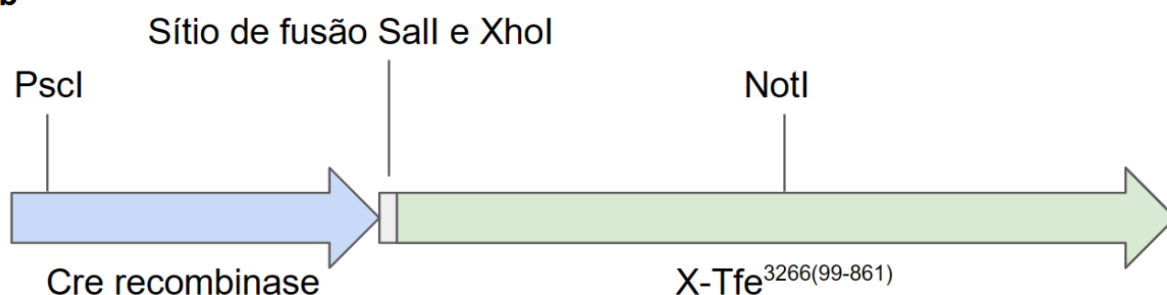 b
Sítio de fusão SalI e XhoI
PscI
NotI
Cre recombinase
X-Tfe3266(99-861)